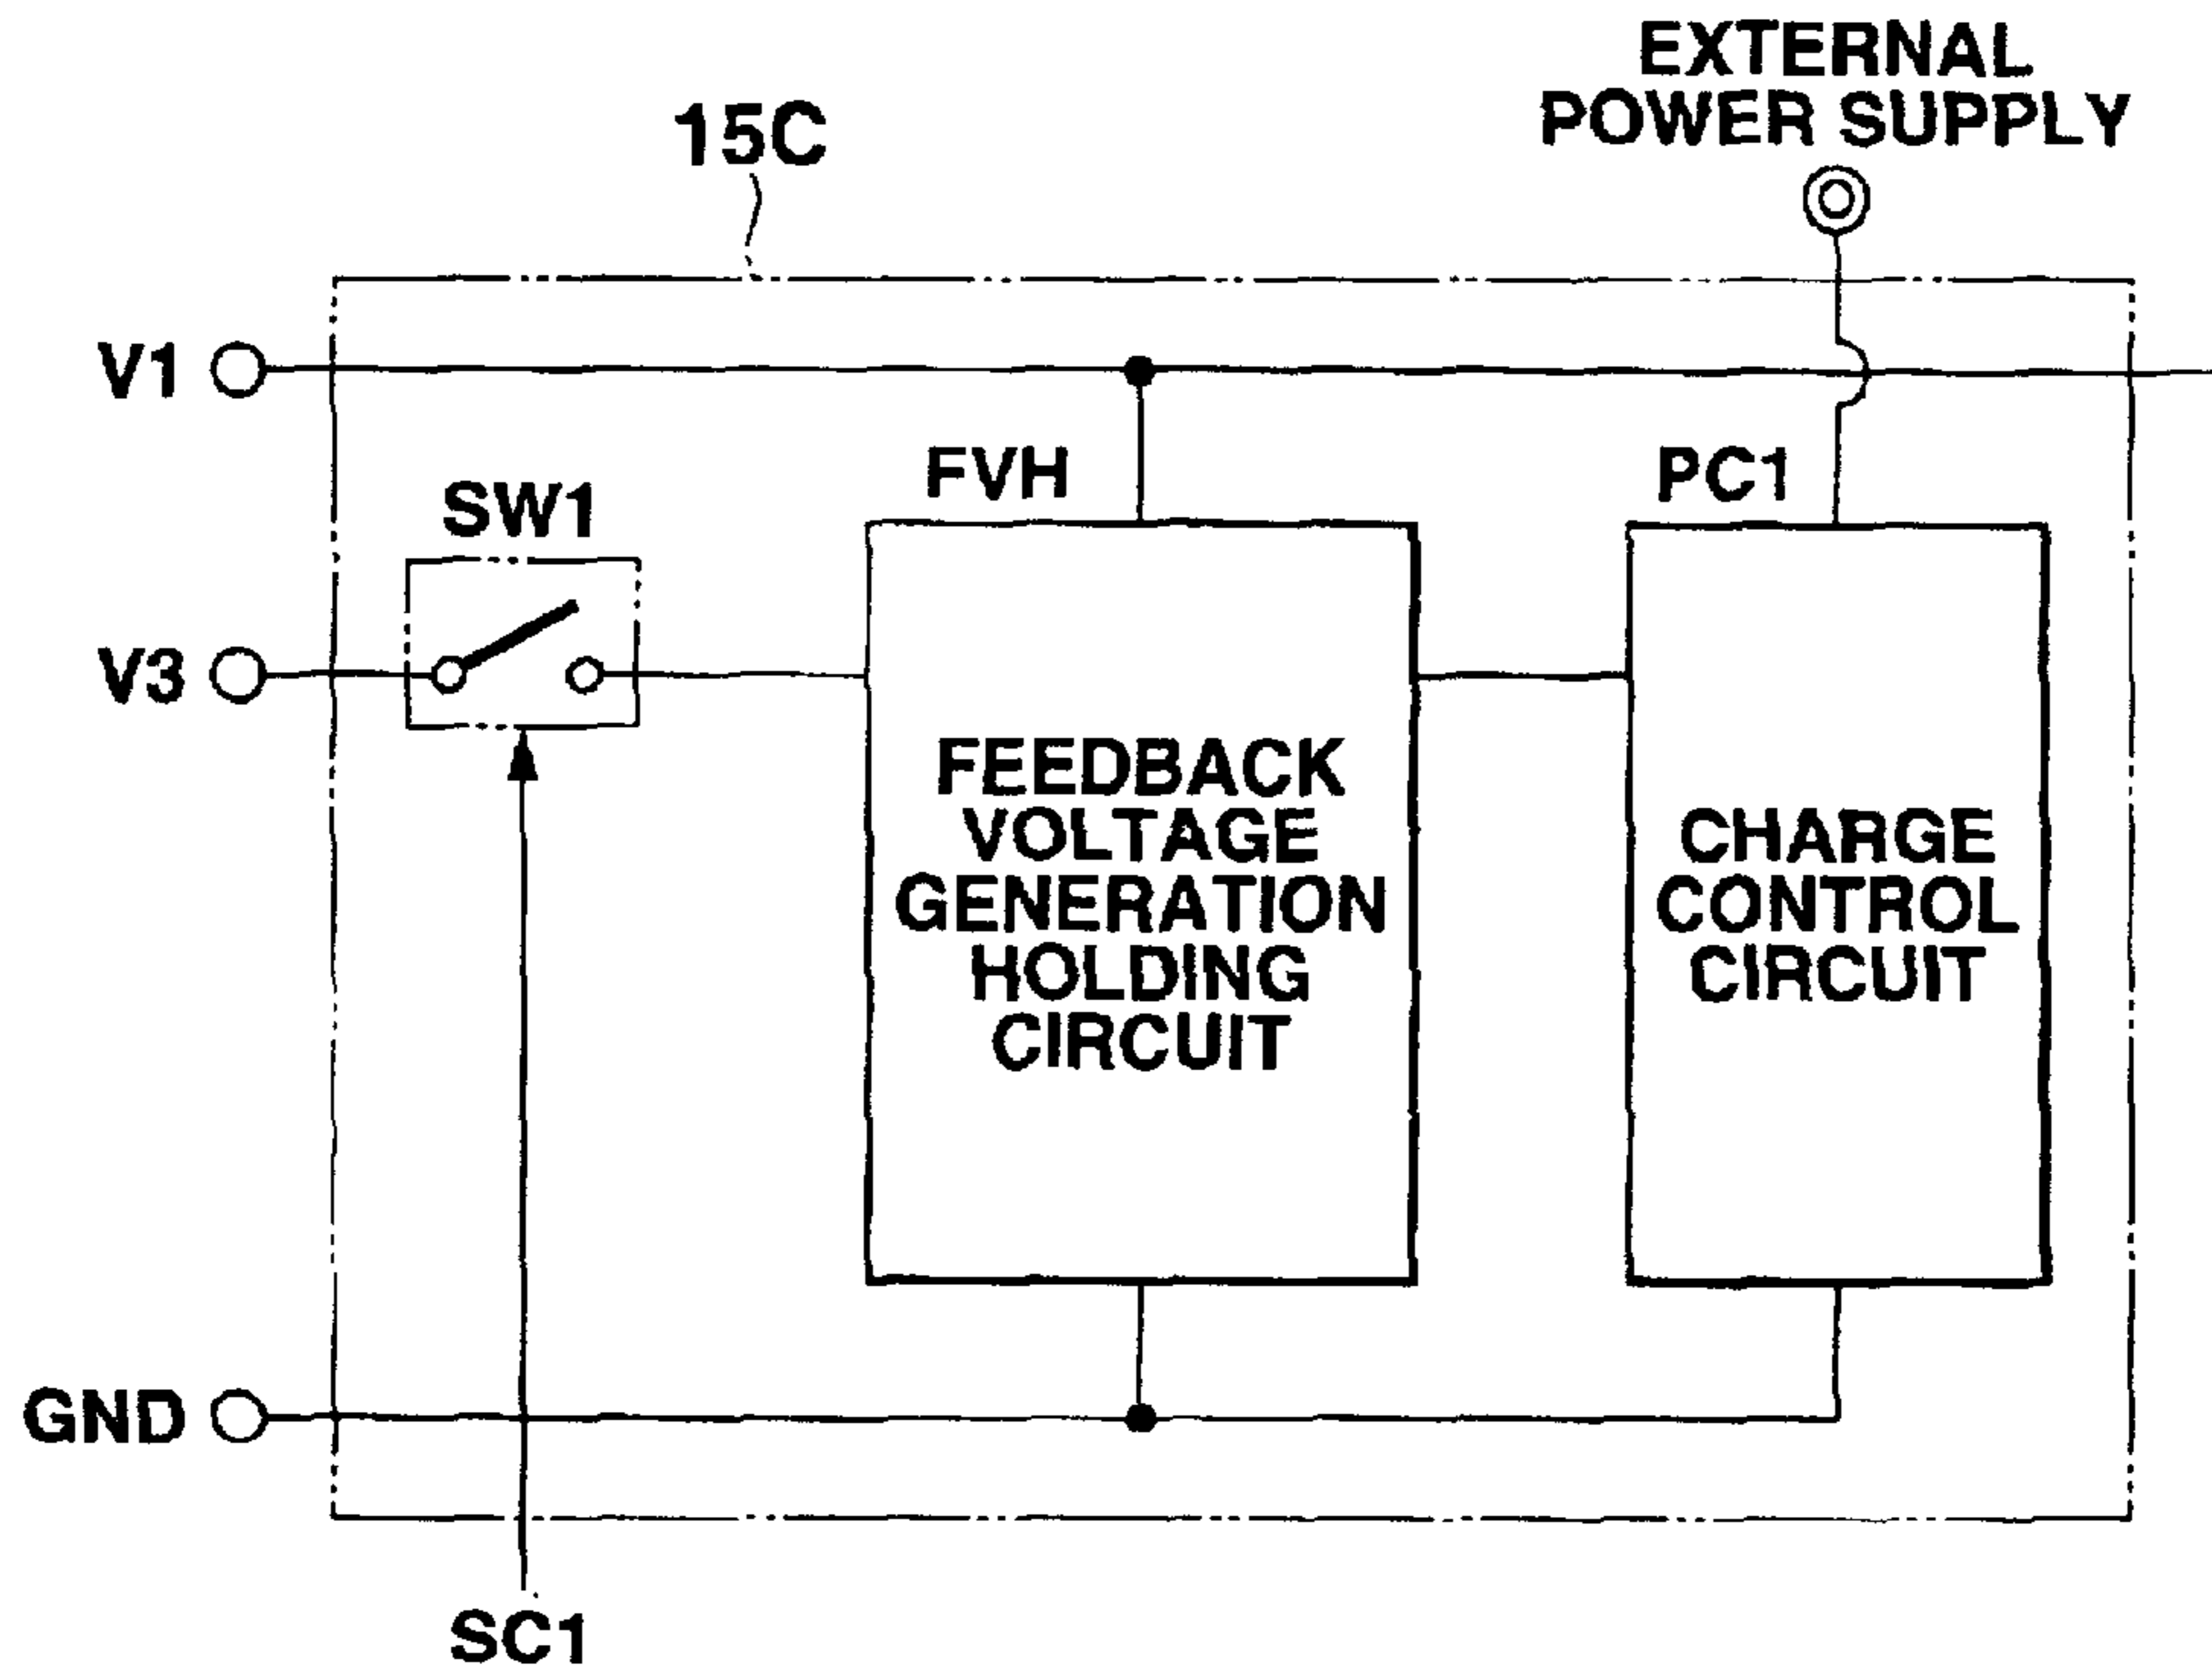 EXTERNAL
POWER SUPPLY
15C
V1
FVH
PC1
SW1
V3
FEEDBACK
VOLTAGE
GENERATION
HOLDING
CIRCUIT
CHARGE
CONTROL
CIRCUIT
GND
SC1